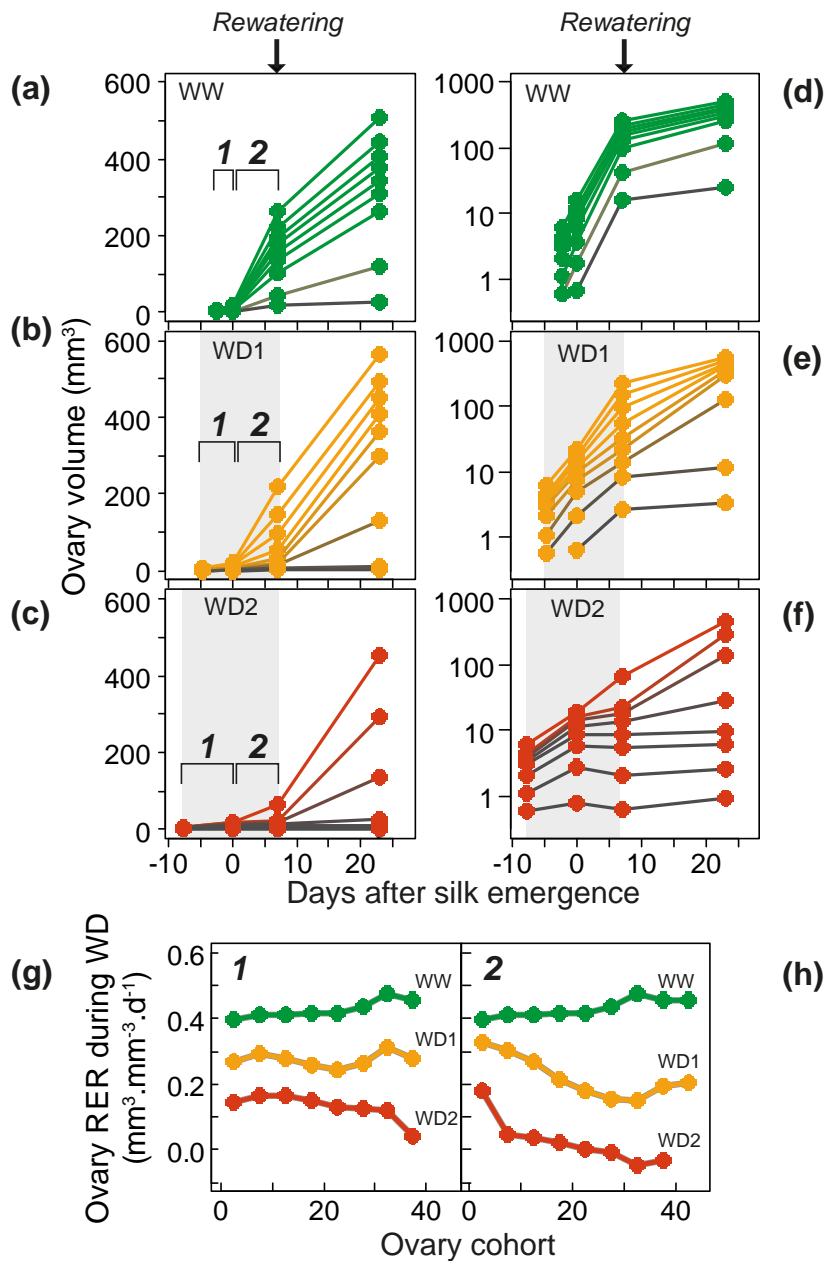 Rewatering Rewatering
(a) 600 WW 1000 WW (d)
1 2
400 100
200 10
1
0
(b) 600 WD1 1000 WD1 (e)
400 1 2 100
200 10
1
0
(c) 600 WD2 1000 WD2 (f)
400 100
1 2
200 10
1
0
-10 0 10 20 -10 0 10 20
Ovary volume (mm³)
Days after silk emergence
(g) 0.6 1 2 (h)
WW WW
0.4
WD1 WD1
0.2
WD2 WD2
0.0
0 20 40 0 20 40
Ovary RER during WD
(mm³.mm⁻³.d⁻¹)
Ovary cohort